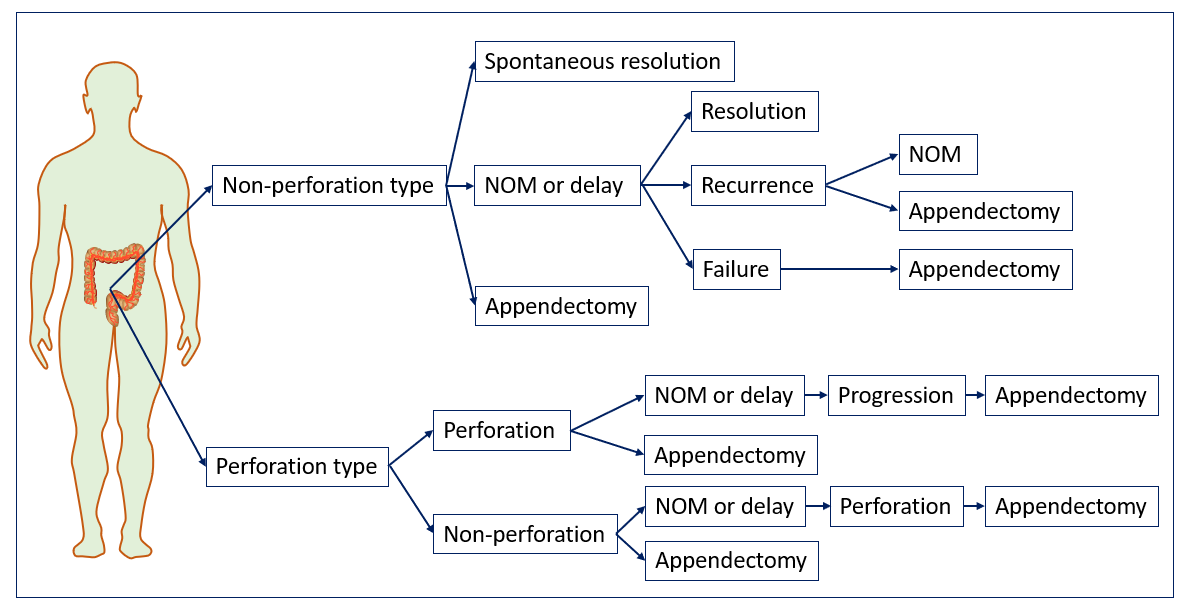 Spontaneous resolution
Resolution
NOM
Non-perforation type
NOM or delay
Recurrence
Appendectomy
Failure
Appendectomy
Appendectomy
NOM or delay
Progression
Appendectomy
Perforation
Appendectomy
Perforation type
NOM or delay
Perforation
Appendectomy
Non-perforation
Appendectomy